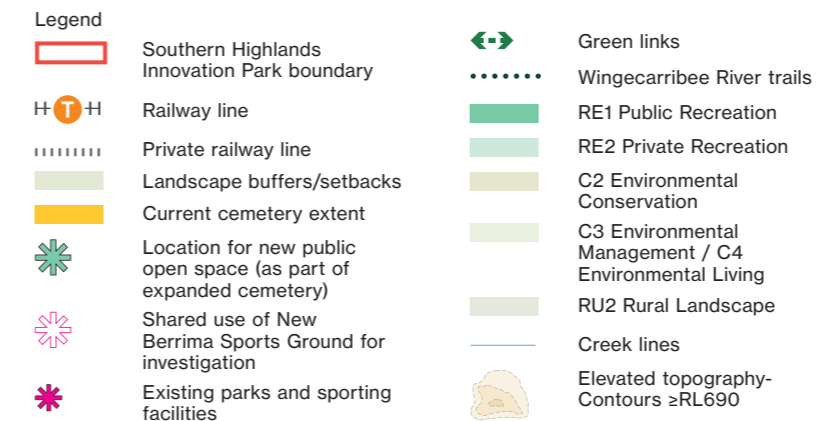 Legend
Southern Highlands
Innovation Park boundary
T
Railway line
Private railway line
Landscape buffers/setbacks
Current cemetery extent
Location for new public
open space (as part of
expanded cemetery)
Shared use of New
Berrima Sports Ground for
investigation
Existing parks and sporting
facilities
Green links
Wingecarribee River trails
RE1 Public Recreation
RE2 Private Recreation
C2 Environmental
Conservation
C3 Environmental
Management / C4
Environmental Living
RU2 Rural Landscape
Creek lines
Elevated topography-
Contours ≥RL690